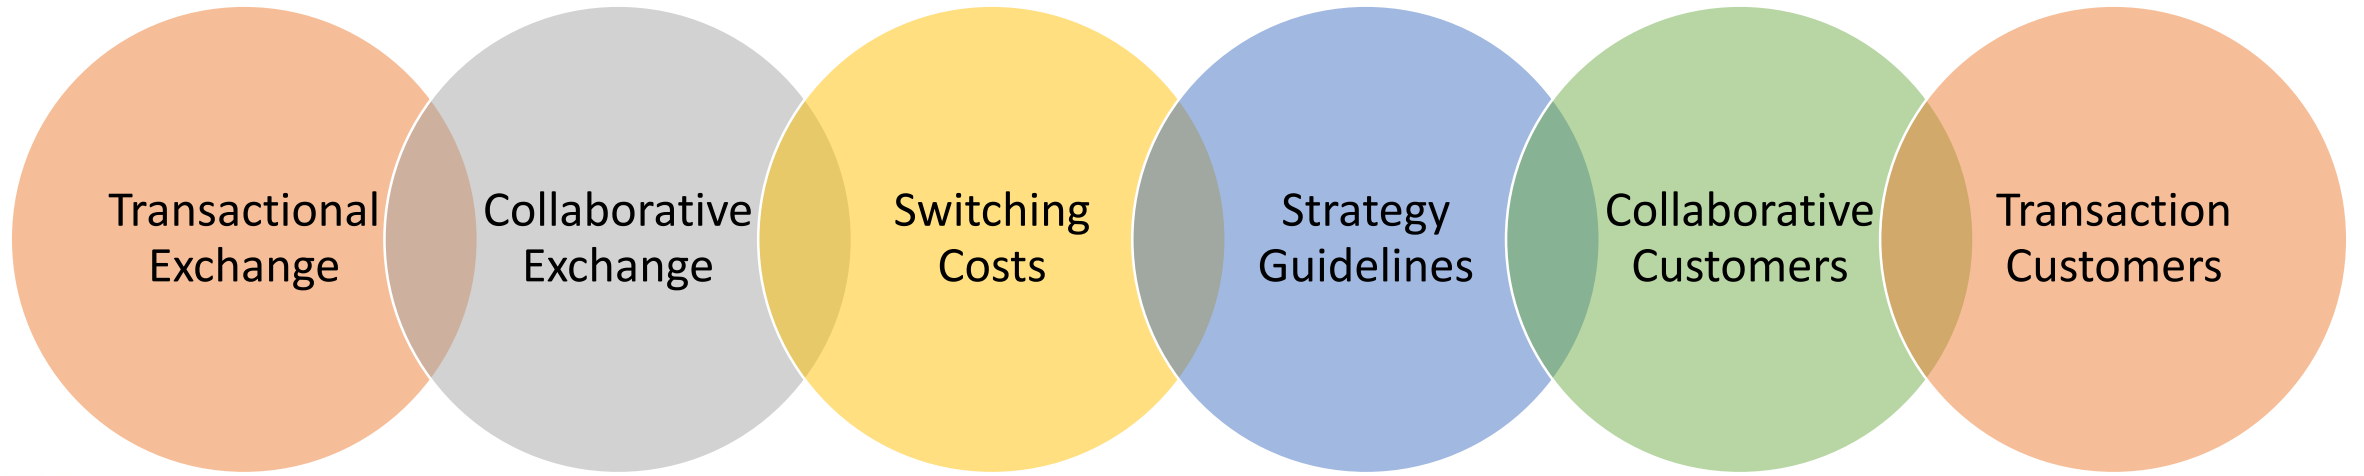 Transactional
Exchange
Collaborative
Exchange
Switching
Costs
Strategy
Guidelines
Collaborative
Customers
Transaction
Customers